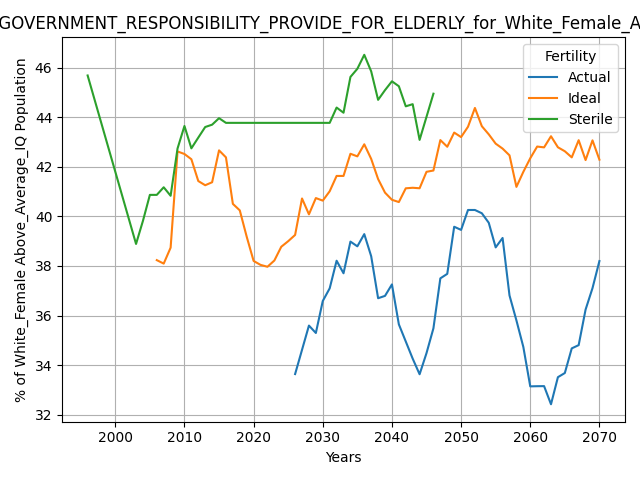 GOVERNMENT_RESPONSIBILITY_PROVIDE_FOR_ELDERLY_for_White_Female_A
Fertility
Actual
Ideal
Sterile
% of White_Female Above_Average_IQ Population
46
44
42
40
38
36
34
32
2000 2010 2020 2030 2040 2050 2060 2070
Years